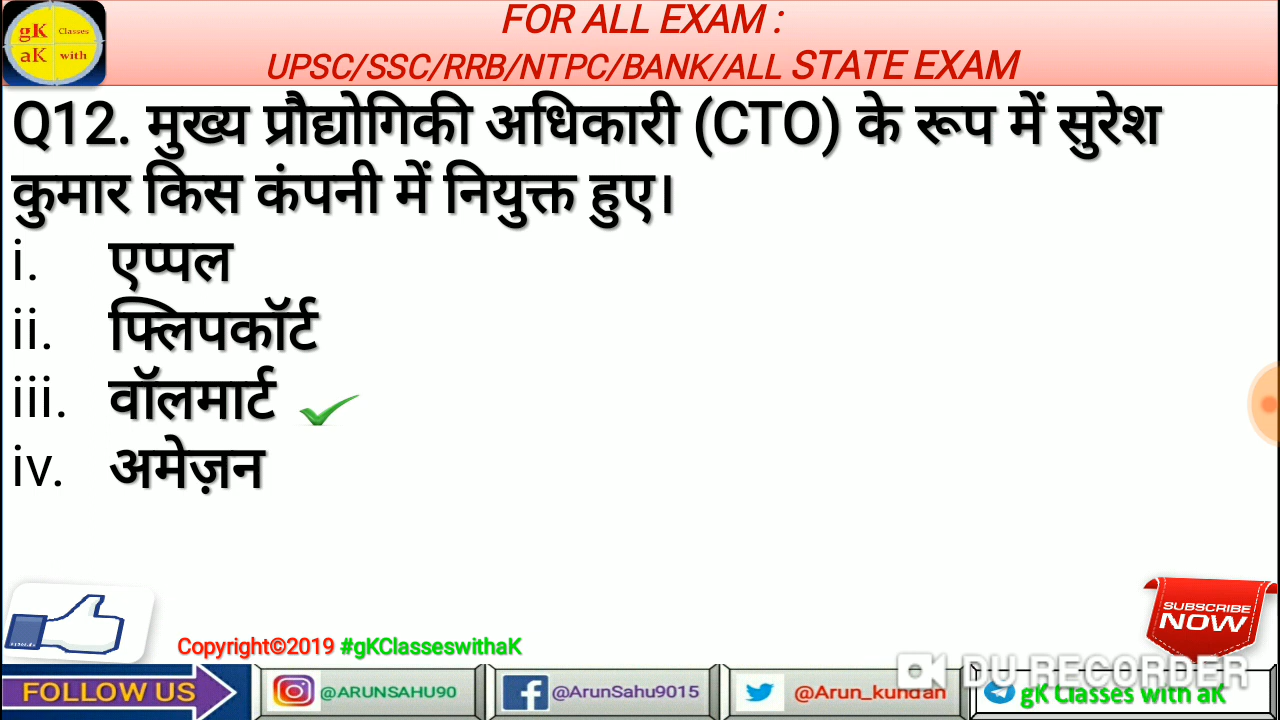 gK Classes
aK with
FOR ALL EXAM :
UPSC/SSC/RRB/NTPC/BANK/ALL STATE EXAM
Q12. मुख्य प्रौद्योगिकी अधिकारी (CTO) के रूप में सुरेश
कुमार किस कंपनी में नियुक्त हुए।
i. एप्पल
ii. फ्लिपकॉर्ट
iii. वॉलमार्ट
iv. अमेज़न
SUBSCRIBE
NOW
Copyright©2019 #gKClasseswithaK
DU RECORDER
FOLLOW US @ARUNSAHU90 @ArunSahu9015 @Arun_kundan gK Classes with aK